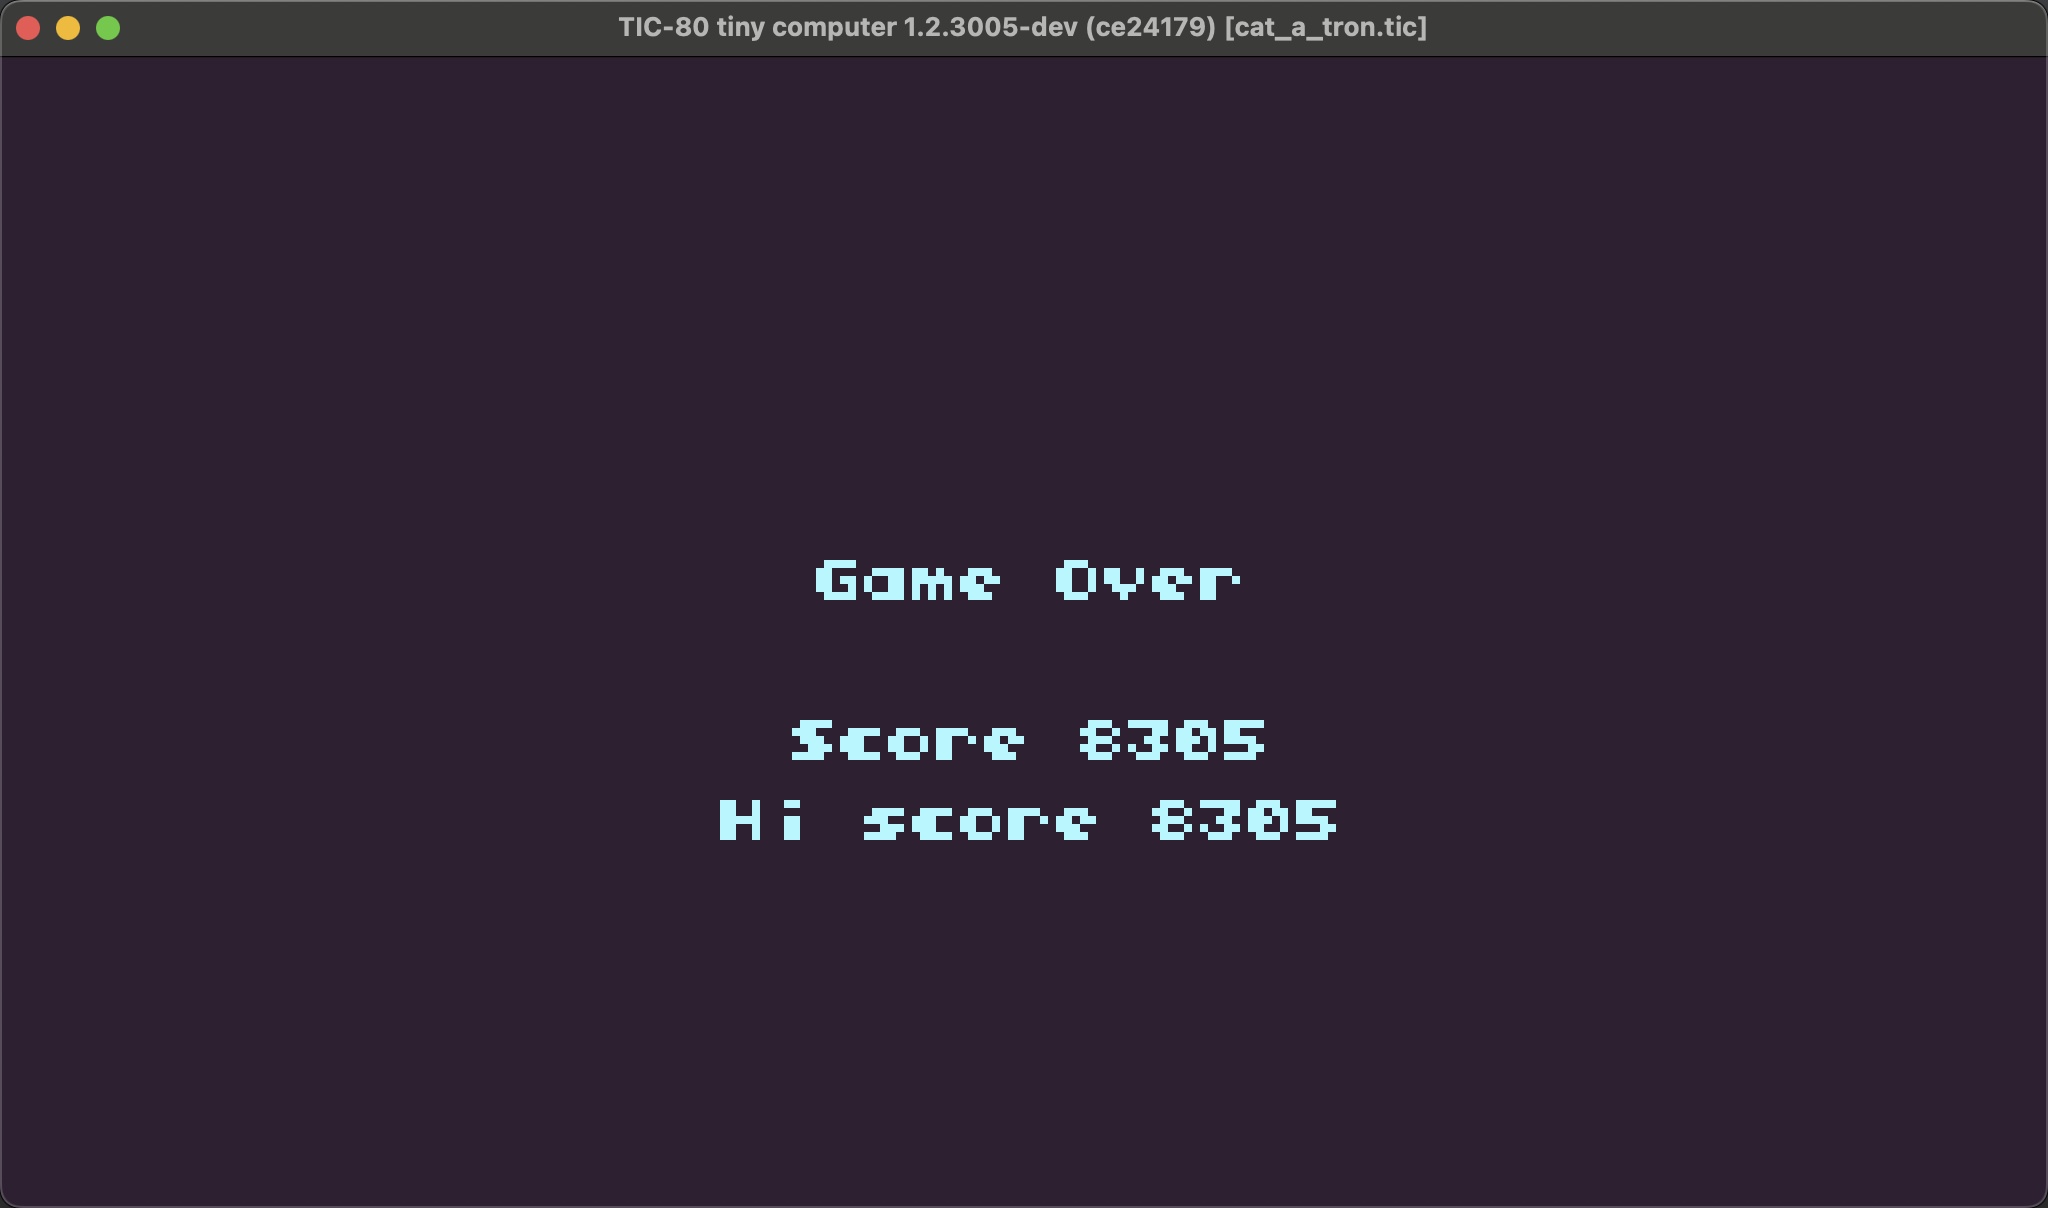 TIC-80 tiny computer 1.2.3005-dev (ce24179) [cat_a_tron.tic]
Game Over
Score 8305
Hi score 8305